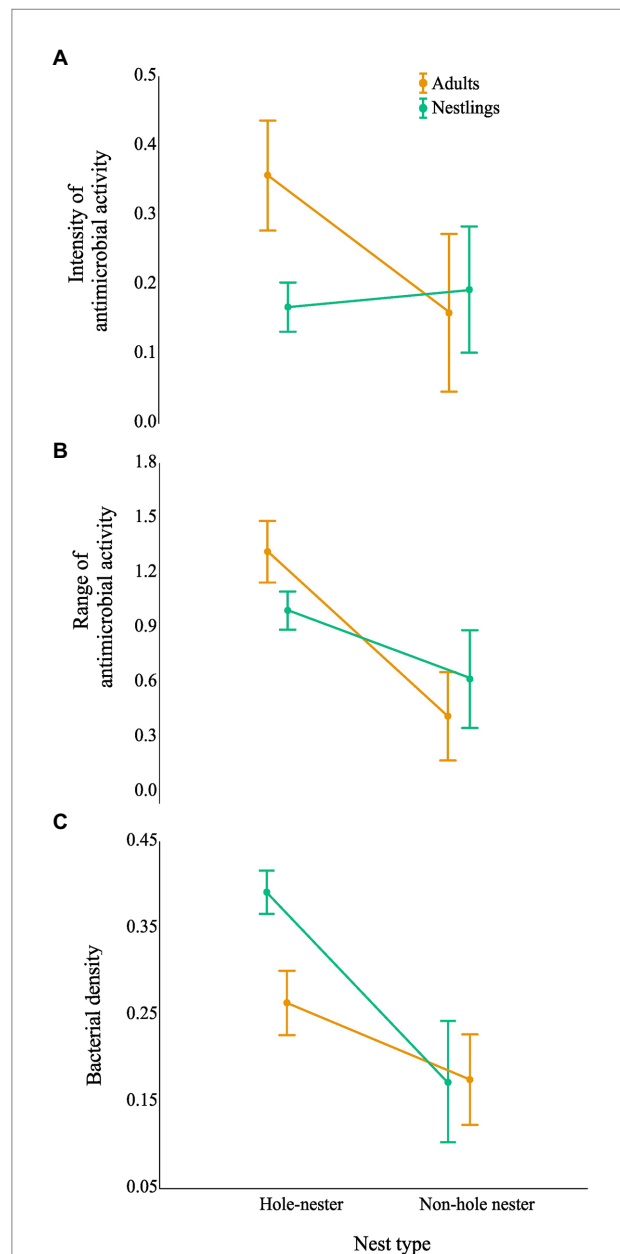 A
0.5
0.4
0.3
0.2
0.1
0.0
Intensity of
antimicrobial activity
Adults
Nestlings
B
1.8
1.5
1.2
0.9
0.6
0.3
0.0
Range of
antimicrobial activity
C
0.45
0.35
0.25
0.15
0.05
Bacterial density
Hole-nester
Non-hole nester
Nest type